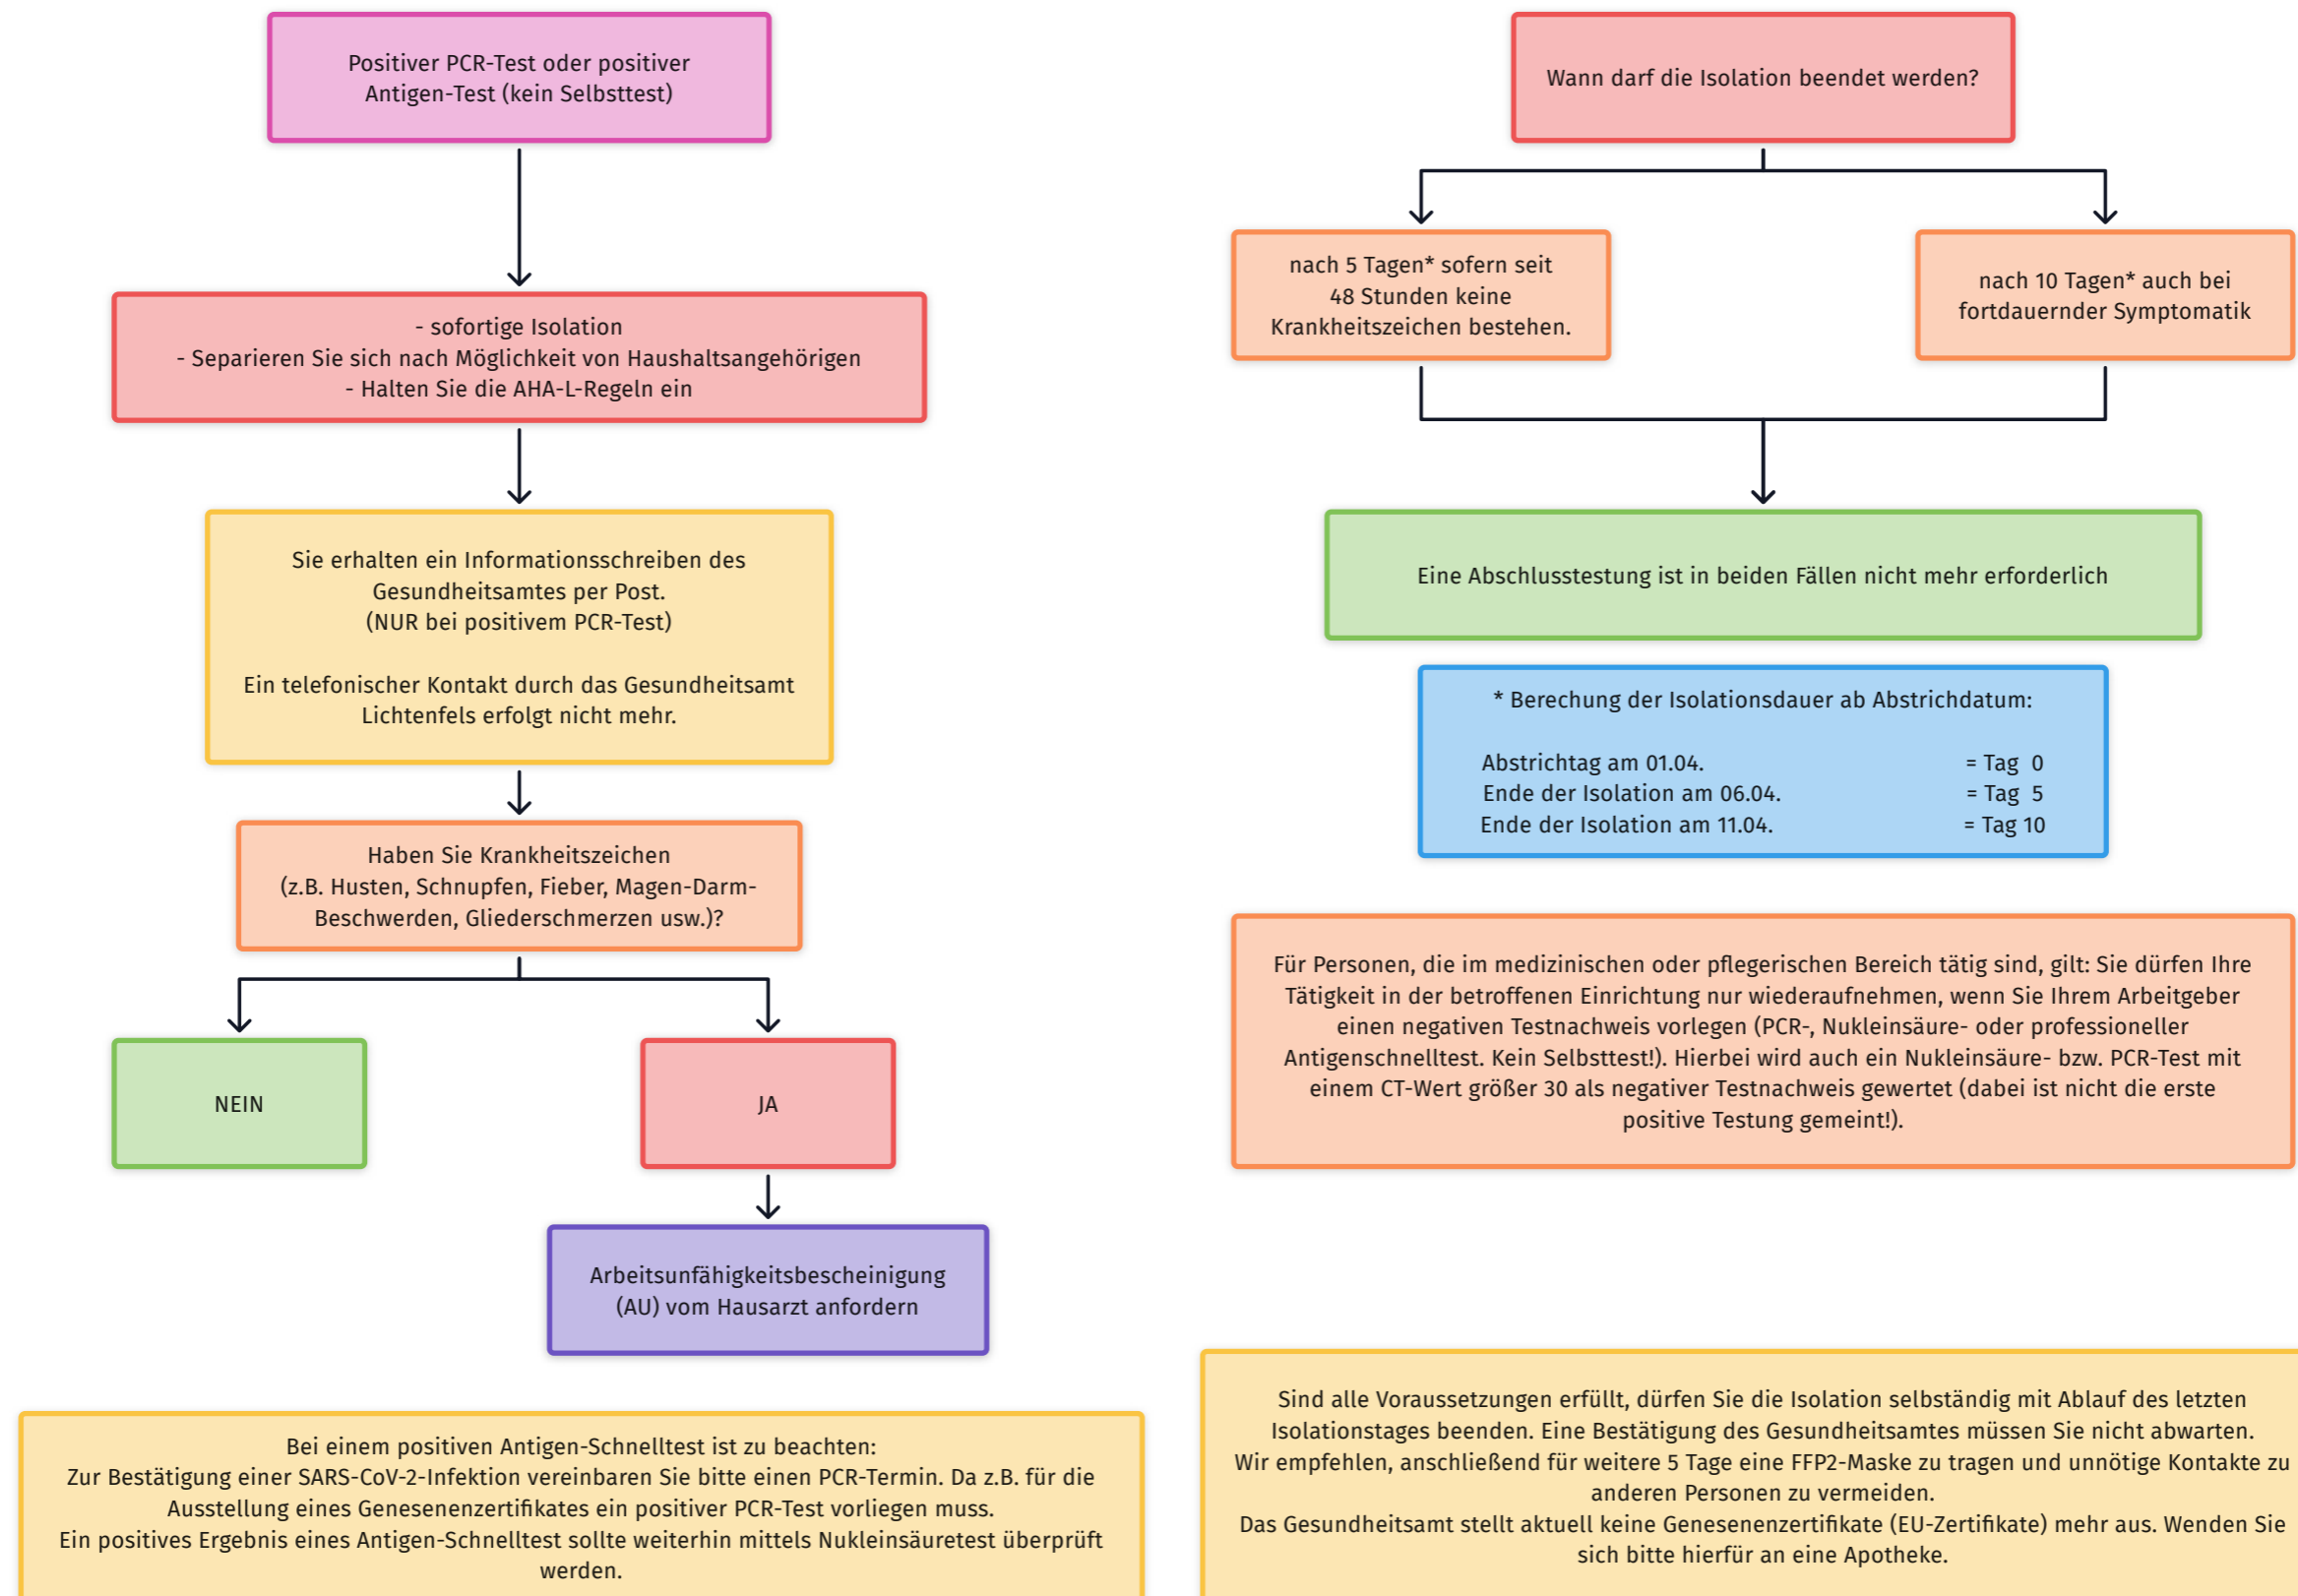 Positiver PCR-Test oder positiver
Antigen-Test (kein Selbsttest)
- sofortige Isolation
- Separieren Sie sich nach Möglichkeit von Haushaltsangehörigen
- Halten Sie die AHA-L-Regeln ein
Sie erhalten ein Informationsschreiben des
Gesundheitsamtes per Post.
(NUR bei positivem PCR-Test)
Ein telefonischer Kontakt durch das Gesundheitsamt
Lichtenfels erfolgt nicht mehr.
Haben Sie Krankheitszeichen
(z.B. Husten, Schnupfen, Fieber, Magen-Darm-
Beschwerden, Gliederschmerzen usw.)?
NEIN
JA
Arbeitsunfähigkeitsbescheinigung
(AU) vom Hausarzt anfordern
Bei einem positiven Antigen-Schnelltest ist zu beachten:
Zur Bestätigung einer SARS-CoV-2-Infektion vereinbaren Sie bitte einen PCR-Termin. Da z.B. für die
Ausstellung eines Genesenenzertifikates ein positiver PCR-Test vorliegen muss.
Ein positives Ergebnis eines Antigen-Schnelltest sollte weiterhin mittels Nukleinsäuretest überprüft
werden.
Wann darf die Isolation beendet werden?
nach 5 Tagen* sofern seit
48 Stunden keine
Krankheitszeichen bestehen.
nach 10 Tagen* auch bei
fortdauernder Symptomatik
Eine Abschlusstestung ist in beiden Fällen nicht mehr erforderlich
* Berechung der Isolationsdauer ab Abstrichdatum:
Abstrichtag am 01.04. = Tag 0
Ende der Isolation am 06.04. = Tag 5
Ende der Isolation am 11.04. = Tag 10
Für Personen, die im medizinischen oder pflegerischen Bereich tätig sind, gilt: Sie dürfen Ihre
Tätigkeit in der betroffenen Einrichtung nur wiederaufnehmen, wenn Sie Ihrem Arbeitgeber
einen negativen Testnachweis vorlegen (PCR-, Nukleinsäure- oder professioneller
Antigenschnelltest. Kein Selbsttest!). Hierbei wird auch ein Nukleinsäure- bzw. PCR-Test mit
einem CT-Wert größer 30 als negativer Testnachweis gewertet (dabei ist nicht die erste
positive Testung gemeint!).
Sind alle Voraussetzungen erfüllt, dürfen Sie die Isolation selbständig mit Ablauf des letzten
Isolationstages beenden. Eine Bestätigung des Gesundheitsamtes müssen Sie nicht abwarten.
Wir empfehlen, anschließend für weitere 5 Tage eine FFP2-Maske zu tragen und unnötige Kontakte zu
anderen Personen zu vermeiden.
Das Gesundheitsamt stellt aktuell keine Genesenenzertifikate (EU-Zertifikate) mehr aus. Wenden Sie
sich bitte hierfür an eine Apotheke.